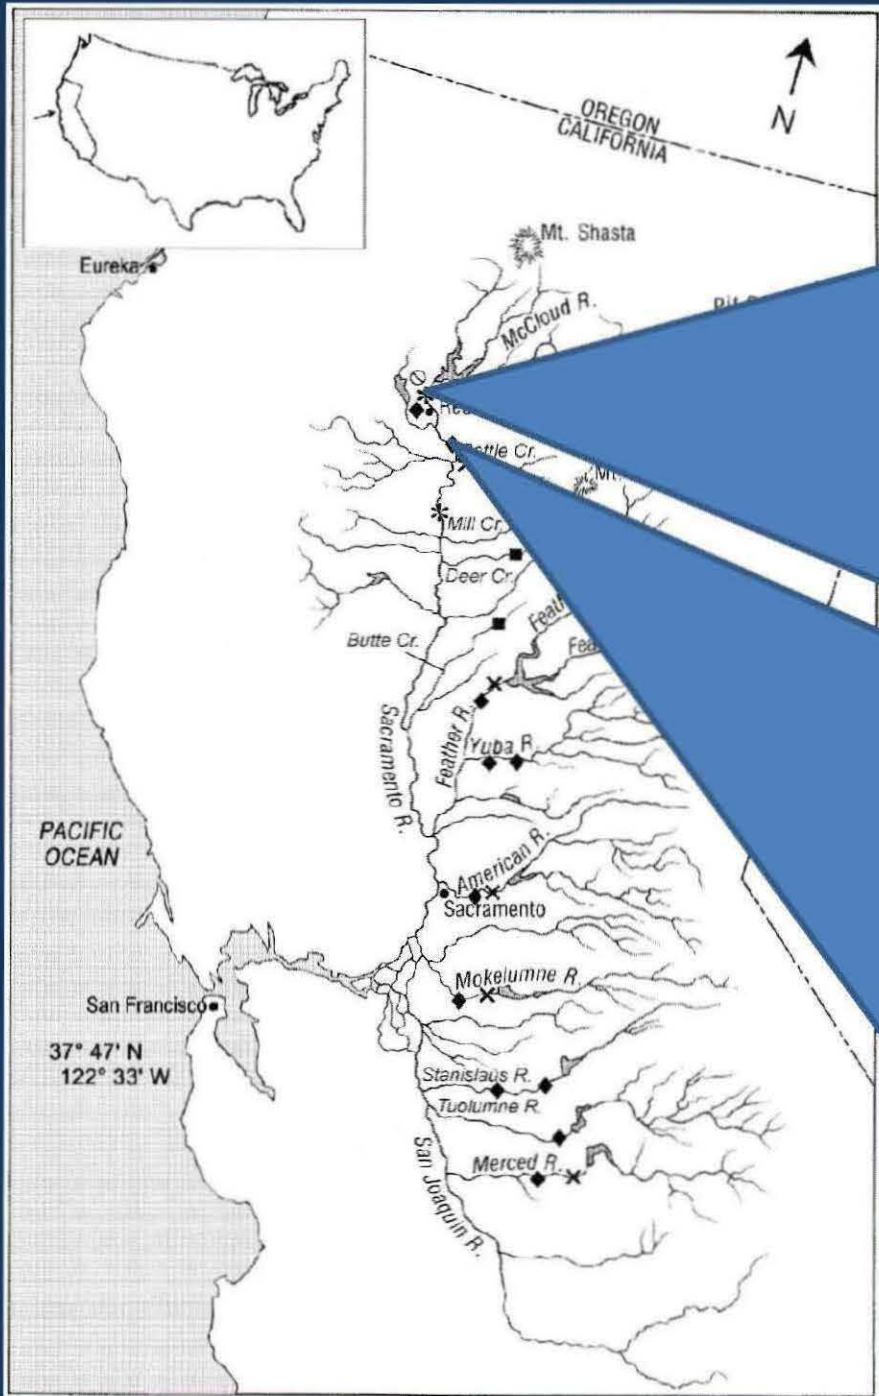 OREGON
CALIFORNIA
N
Mt. Shasta
Eureka
McCloud R.
Mill Cr.
Deer Cr.
Butte Cr.
Sacramento R.
Feather R.
Yuba R.
PACIFIC
OCEAN
American R.
Sacramento
Mokelumne R.
San Francisco
37° 47' N
122° 33' W
Stanislaus R.
Tuolumne R.
Merced R.
San Joaquin R.